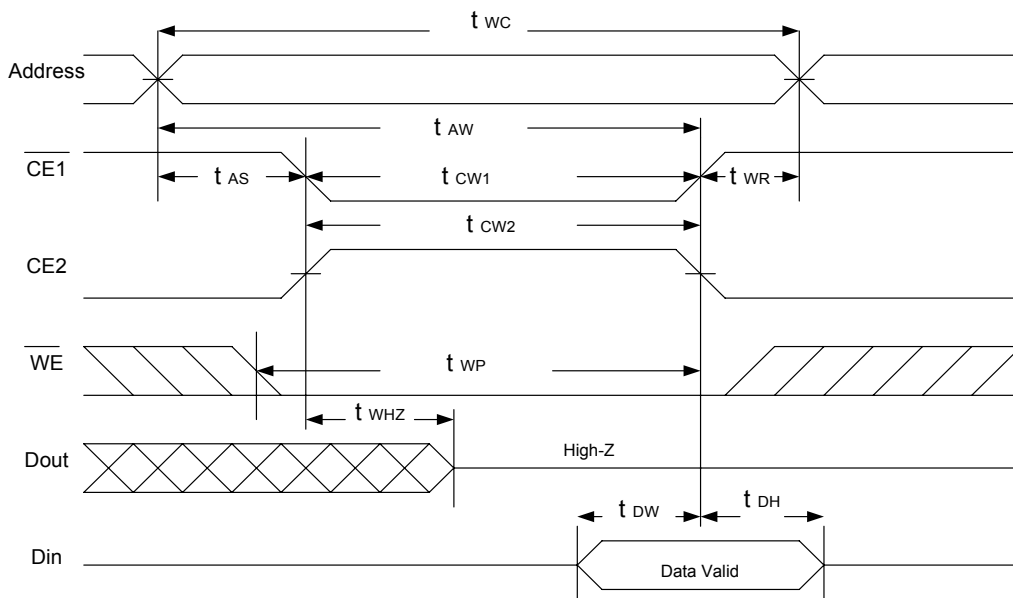 t WC
Address
t AW
CE1
t AS
t CW1
t WR
t CW2
CE2
WE
t WP
t WHZ
Dout
High-Z
t DW
t DH
Din
Data Valid